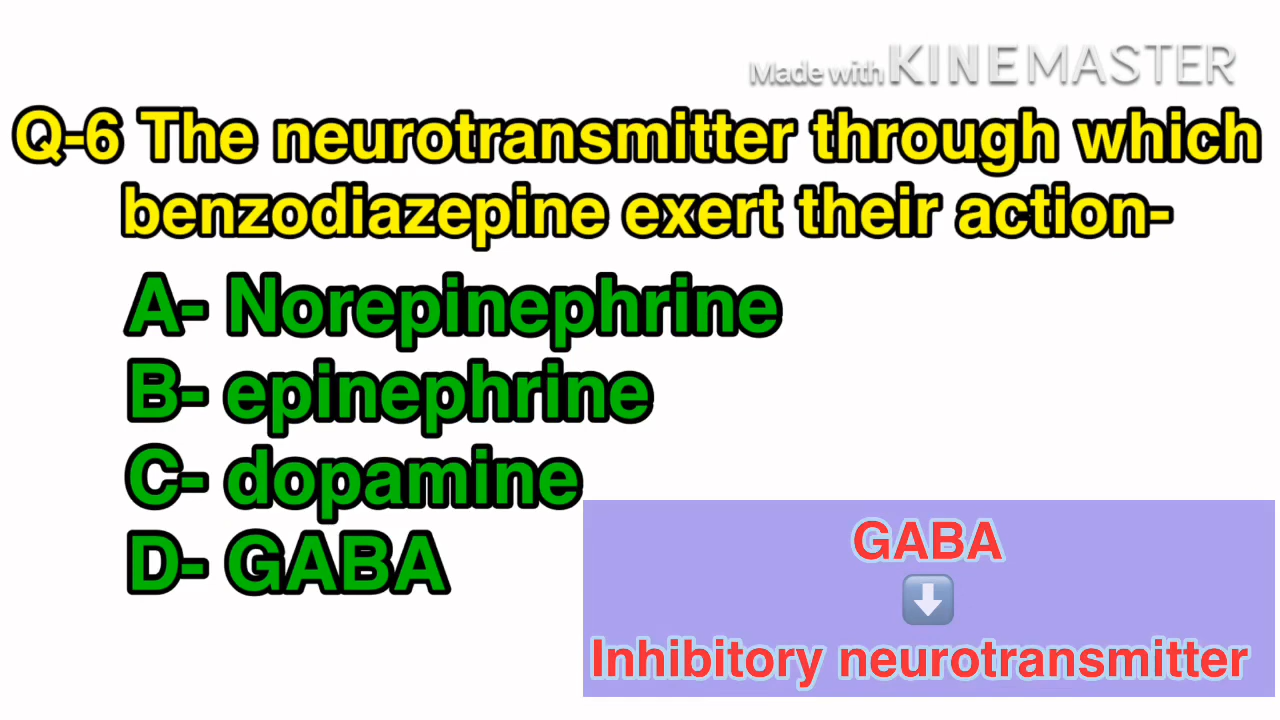 Made with KINEMASTER
Q-6 The neurotransmitter through which
benzodiazepine exert their action-
A- Norepinephrine
B- epinephrine
C- dopamine
D- GABA
GABA
⬇️
Inhibitory neurotransmitter